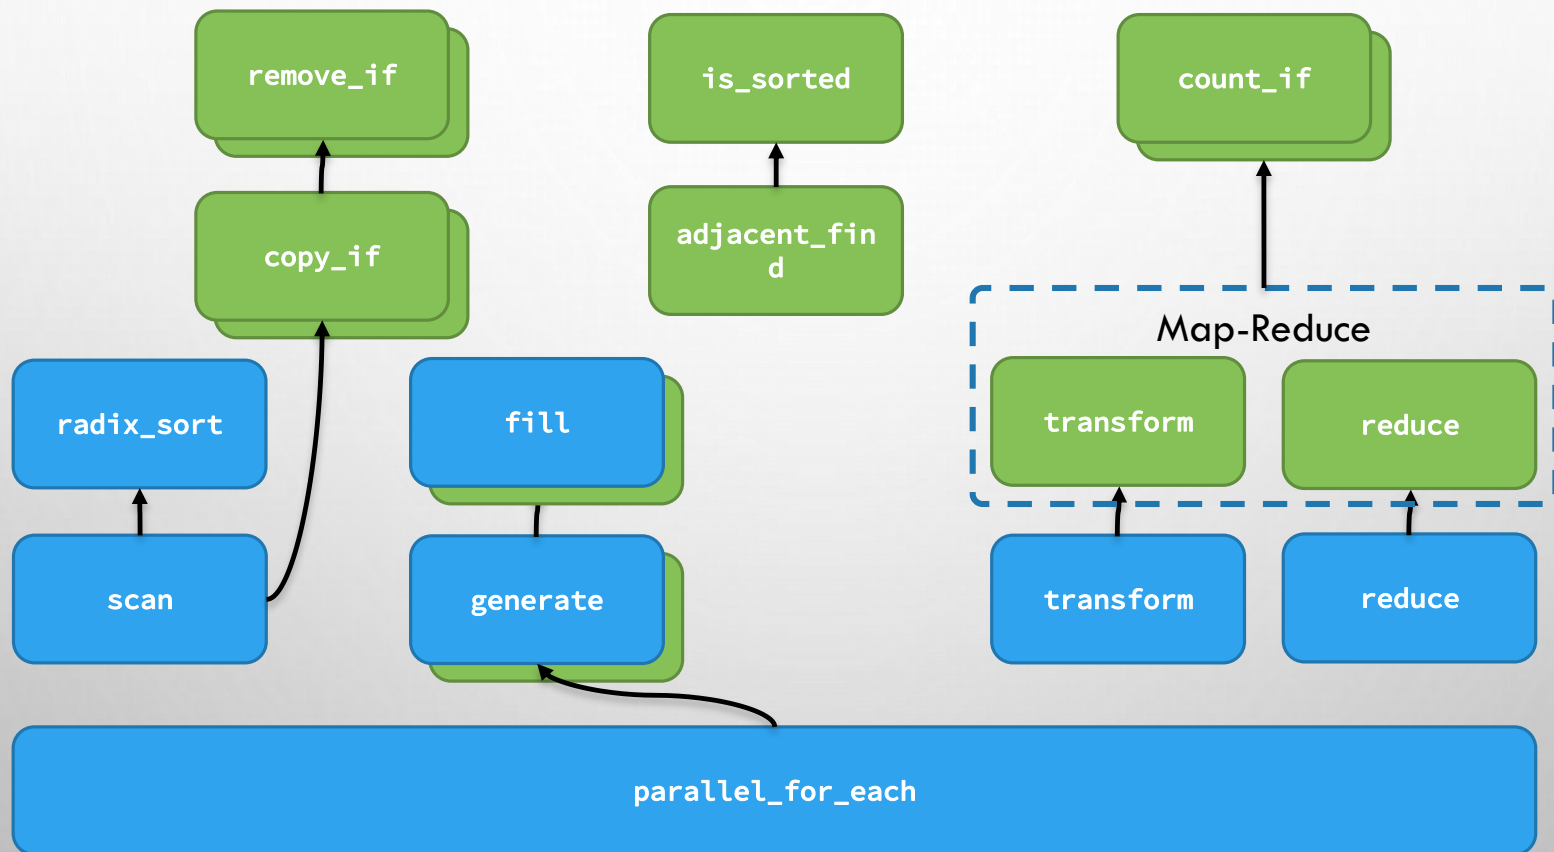 remove_if
is_sorted
count_if
copy_if
adjacent_fin
d
Map-Reduce
radix_sort
fill
transform
reduce
scan
generate
transform
reduce
parallel_for_each